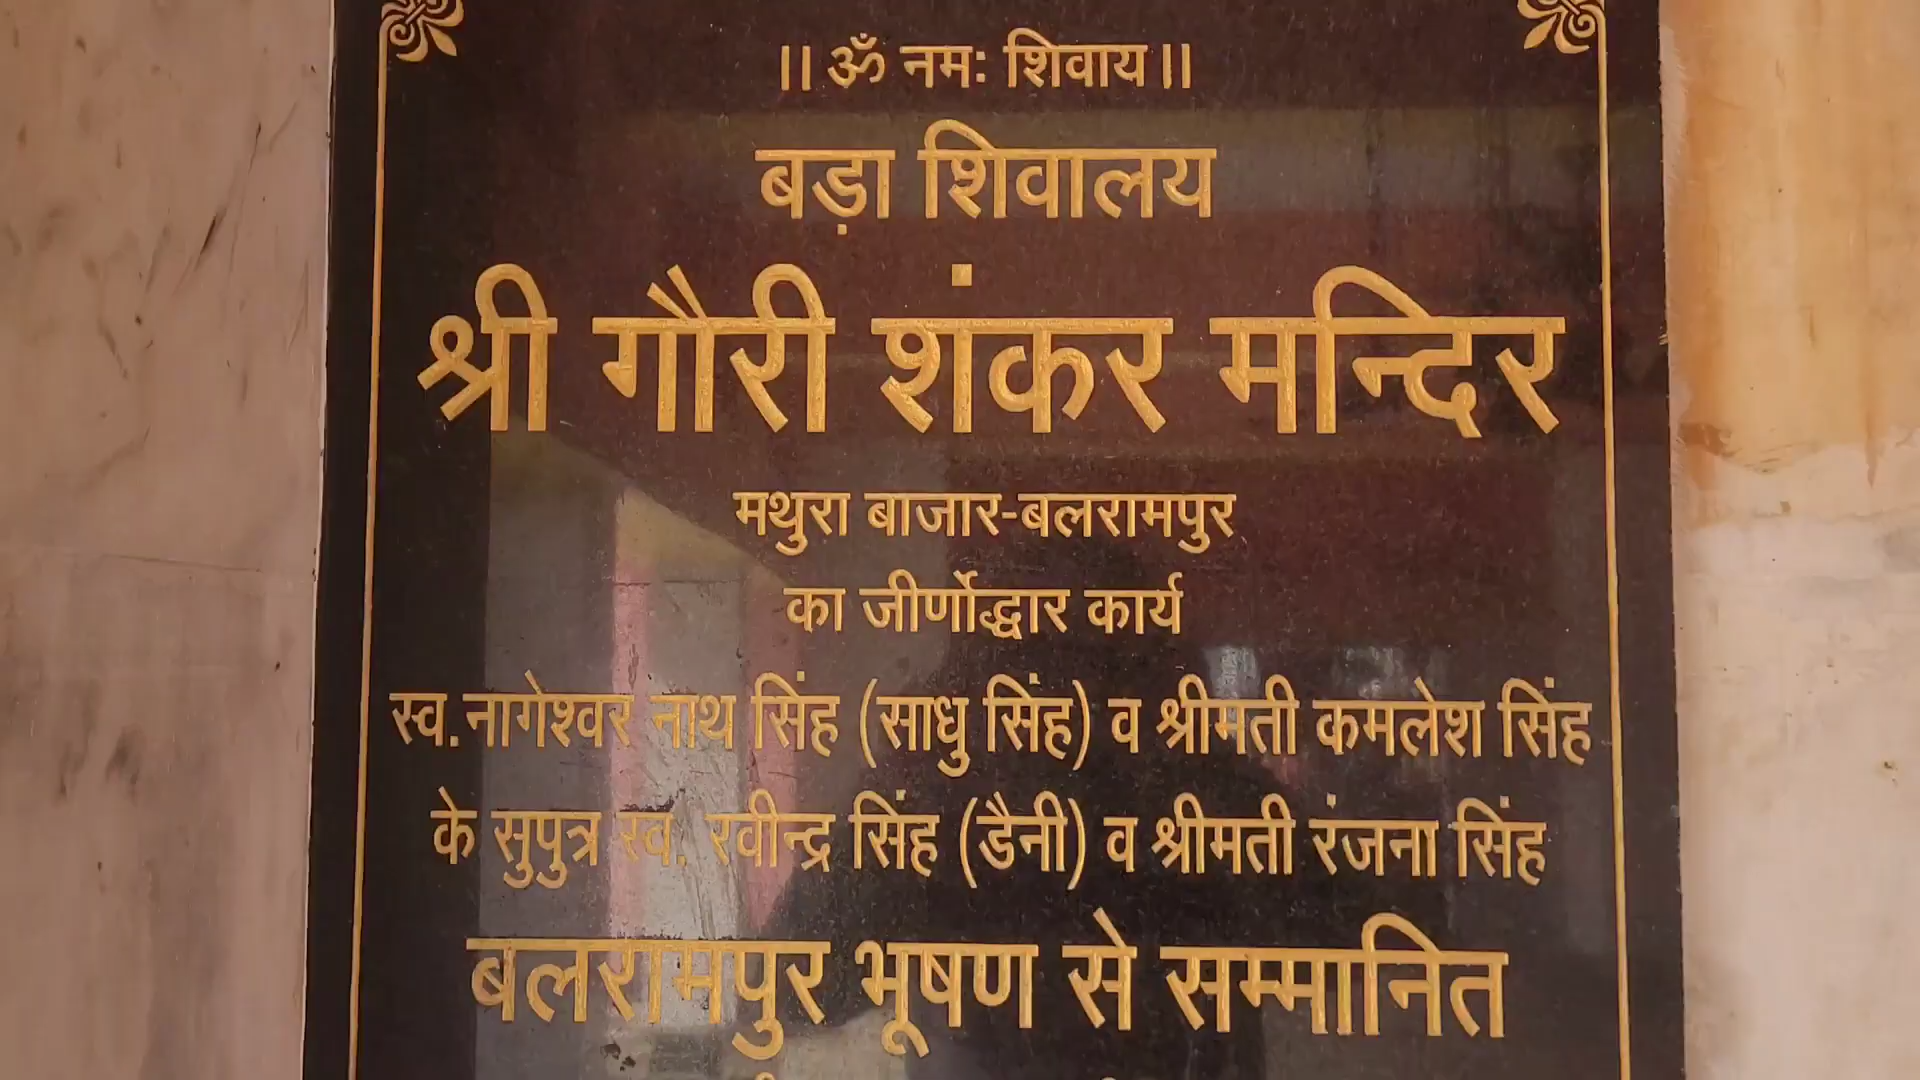 ॥ ॐ नमः शिवाय ॥
बड़ा शिवालय
श्री गौरी शंकर मन्दिर
मथुरा बाजार-बलरामपुर
का जीर्णोद्धार कार्य
स्व.नागेश्वर नाथ सिंह (साधु सिंह) व श्रीमती कमलेश सिंह
के सुपुत्र स्व. रवीन्द्र सिंह (डैनी) व श्रीमती रंजना सिंह
बलरामपुर भूषण से सम्मानित